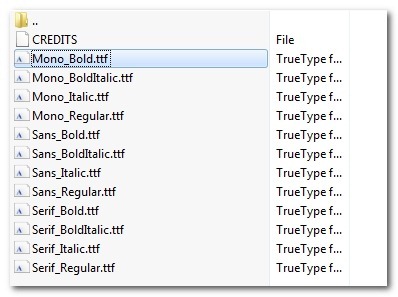 ..
CREDITS File
Mono_Bold.ttf TrueType f...
Mono_BoldItalic.ttf TrueType f...
Mono_Italic.ttf TrueType f...
Mono_Regular.ttf TrueType f...
Sans_Bold.ttf TrueType f...
Sans_BoldItalic.ttf TrueType f...
Sans_Italic.ttf TrueType f...
Sans_Regular.ttf TrueType f...
Serif_Bold.ttf TrueType f...
Serif_BoldItalic.ttf TrueType f...
Serif_Italic.ttf TrueType f...
Serif_Regular.ttf TrueType f...